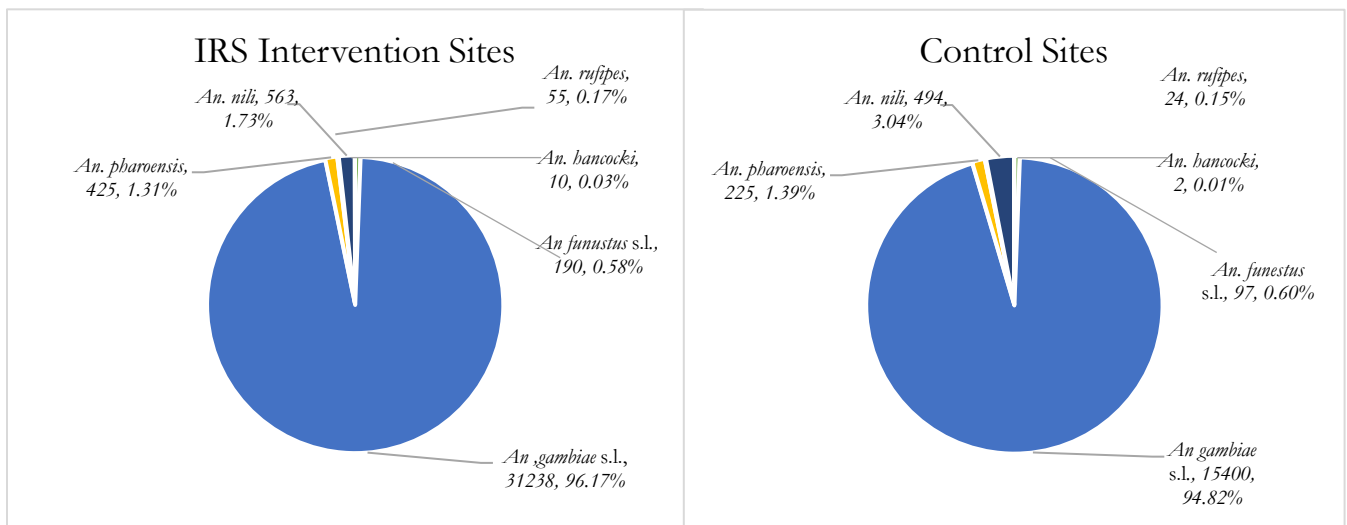 IRS Intervention Sites
An. rufipes,
55, 0.17%
An. nili, 563,
1.73%
An. pharoensis,
425, 1.31%
An. hancocki,
10, 0.03%
An funustus s.l.,
190, 0.58%
An ,gambiae s.l.,
31238, 96.17%
Control Sites
An. rufipes,
24, 0.15%
An. nili, 494,
3.04%
An. pharoensis,
225, 1.39%
An. hancocki,
2, 0.01%
An. funestus
s.l., 97, 0.60%
An gambiae
s.l., 15400,
94.82%